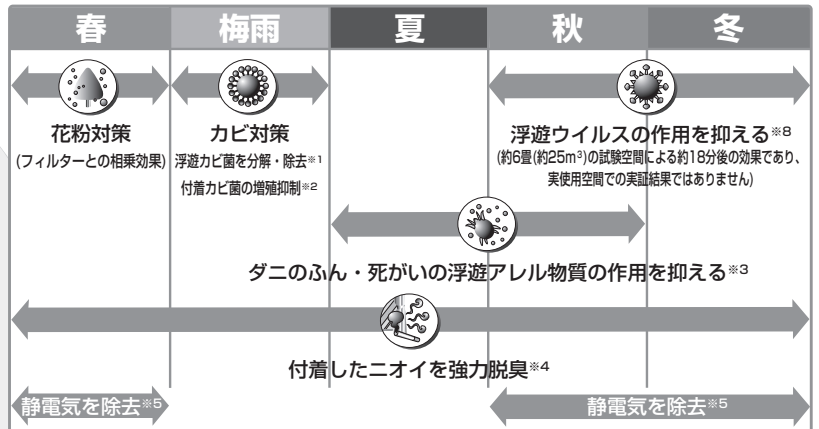 春 梅雨 夏 秋 冬
花粉対策
(フィルターとの相乗効果)
カビ対策
浮遊カビ菌を分解・除去※1
付着カビ菌の増殖抑制※2
浮遊ウイルスの作用を抑える※8
(約6畳(約25m³)の試験空間による約18分後の効果であり、
実使用空間での実証結果ではありません)
ダニのふん・死がいの浮遊アレル物質の作用を抑える※3
付着したニオイを強力脱臭※4
静電気を除去※5 静電気を除去※5